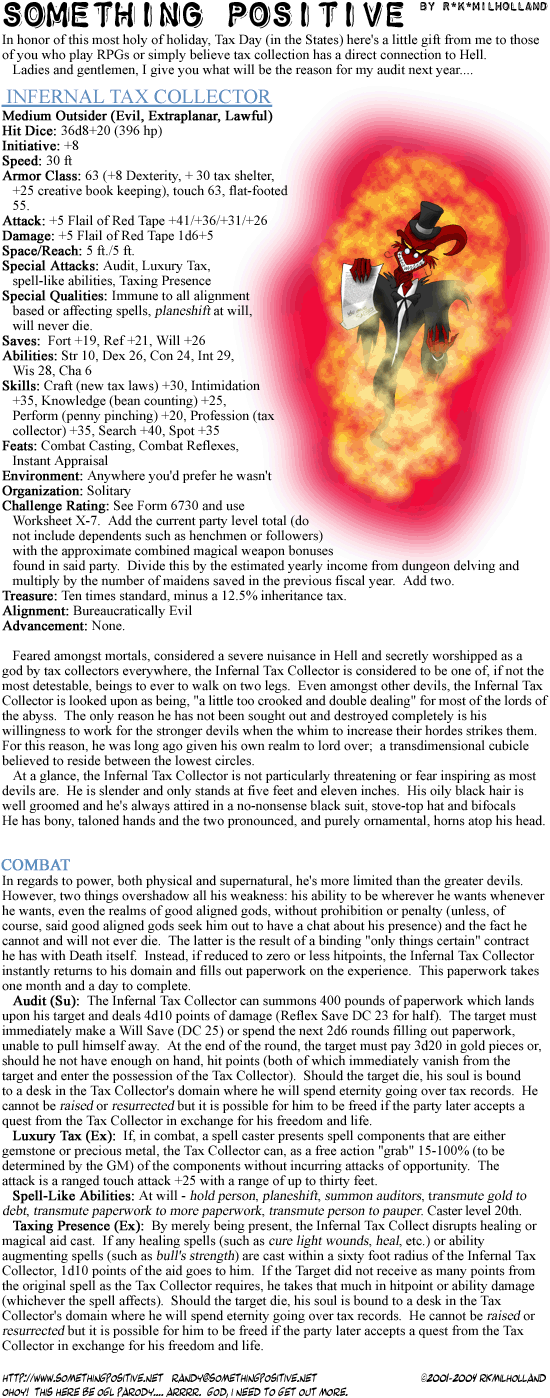 SOMETHING POSITIVE
BY R*K*MILHOLLAND
In honor of this most holy of holiday, Tax Day (in the States) here's a little gift from me to those
of you who play RPGs or simply believe tax collection has a direct connection to Hell.
Ladies and gentlemen, I give you what will be the reason for my audit next year....
INFERNAL TAX COLLECTOR
Medium Outsider (Evil, Extraplanar, Lawful)
Hit Dice: 36d8+20 (396 hp)
Initiative: +8
Speed: 30 ft
Armor Class: 63 (+8 Dexterity, + 30 tax shelter,
+25 creative book keeping), touch 63, flat-footed
55.
Attack: +5 Flail of Red Tape +41/+36/+31/+26
Damage: +5 Flail of Red Tape 1d6+5
Space/Reach: 5 ft./5 ft.
Special Attacks: Audit, Luxury Tax,
spell-like abilities, Taxing Presence
Special Qualities: Immune to all alignment
based or affecting spells, planeshift at will,
will never die.
Saves: Fort +19, Ref +21, Will +26
Abilities: Str 10, Dex 26, Con 24, Int 29,
Wis 28, Cha 6
Skills: Craft (new tax laws) +30, Intimidation
+35, Knowledge (bean counting) +25,
Perform (penny pinching) +20, Profession (tax
collector) +35, Search +40, Spot +35
Feats: Combat Casting, Combat Reflexes,
Instant Appraisal
Environment: Anywhere you'd prefer he wasn't
Organization: Solitary
Challenge Rating: See Form 6730 and use
Worksheet X-7. Add the current party level total (do
not include dependents such as henchmen or followers)
with the approximate combined magical weapon bonuses
found in said party. Divide this by the estimated yearly income from dungeon delving and
multiply by the number of maidens saved in the previous fiscal year. Add two.
Treasure: Ten times standard, minus a 12.5% inheritance tax.
Alignment: Bureaucratically Evil
Advancement: None.
Feared amongst mortals, considered a severe nuisance in Hell and secretly worshipped as a
god by tax collectors everywhere, the Infernal Tax Collector is considered to be one of, if not the
most detestable, beings to ever to walk on two legs. Even amongst other devils, the Infernal Tax
Collector is looked upon as being, "a little too crooked and double dealing" for most of the lords of
the abyss. The only reason he has not been sought out and destroyed completely is his
willingness to work for the stronger devils when the whim to increase their hordes strikes them.
For this reason, he was long ago given his own realm to lord over; a transdimensional cubicle
believed to reside between the lowest circles.
At a glance, the Infernal Tax Collector is not particularly threatening or fear inspiring as most
devils are. He is slender and only stands at five feet and eleven inches. His oily black hair is
well groomed and he's always attired in a no-nonsense black suit, stove-top hat and bifocals
He has bony, taloned hands and the two pronounced, and purely ornamental, horns atop his head.
COMBAT
In regards to power, both physical and supernatural, he's more limited than the greater devils.
However, two things overshadow all his weakness: his ability to be wherever he wants whenever
he wants, even the realms of good aligned gods, without prohibition or penalty (unless, of
course, said good aligned gods seek him out to have a chat about his presence) and the fact he
cannot and will not ever die. The latter is the result of a binding "only things certain" contract
he has with Death itself. Instead, if reduced to zero or less hitpoints, the Infernal Tax Collector
instantly returns to his domain and fills out paperwork on the experience. This paperwork takes
one month and a day to complete.
Audit (Su): The Infernal Tax Collector can summons 400 pounds of paperwork which lands
upon his target and deals 4d10 points of damage (Reflex Save DC 23 for half). The target must
immediately make a Will Save (DC 25) or spend the next 2d6 rounds filling out paperwork,
unable to pull himself away. At the end of the round, the target must pay 3d20 in gold pieces or,
should he not have enough on hand, hit points (both of which immediately vanish from the
target and enter the possession of the Tax Collector). Should the target die, his soul is bound
to a desk in the Tax Collector's domain where he will spend eternity going over tax records. He
cannot be raised or resurrected but it is possible for him to be freed if the party later accepts a
quest from the Tax Collector in exchange for his freedom and life.
Luxury Tax (Ex): If, in combat, a spell caster presents spell components that are either
gemstone or precious metal, the Tax Collector can, as a free action "grab" 15-100% (to be
determined by the GM) of the components without incurring attacks of opportunity. The
attack is a ranged touch attack +25 with a range of up to thirty feet.
Spell-Like Abilities: At will - hold person, planeshift, summon auditors, transmute gold to
debt, transmute paperwork to more paperwork, transmute person to pauper. Caster level 20th.
Taxing Presence (Ex): By merely being present, the Infernal Tax Collect disrupts healing or
magical aid cast. If any healing spells (such as cure light wounds, heal, etc.) or ability
augmenting spells (such as bull's strength) are cast within a sixty foot radius of the Infernal Tax
Collector, 1d10 points of the aid goes to him. If the Target did not receive as many points from
the original spell as the Tax Collector requires, he takes that much in hitpoint or ability damage
(whichever the spell affects). Should the target die, his soul is bound to a desk in the Tax
Collector's domain where he will spend eternity going over tax records. He cannot be raised or
resurrected but it is possible for him to be freed if the party later accepts a quest from the Tax
Collector in exchange for his freedom and life.
HTTP://WWW.SOMETHINGPOSITIVE.NET RANDY@SOMETHINGPOSITIVE.NET ©2001-2004 RKMILHOLLAND
OHOY! THIS HERE BE OGL PARODY.... ARRRR. GOD, I NEED TO GET OUT MORE.